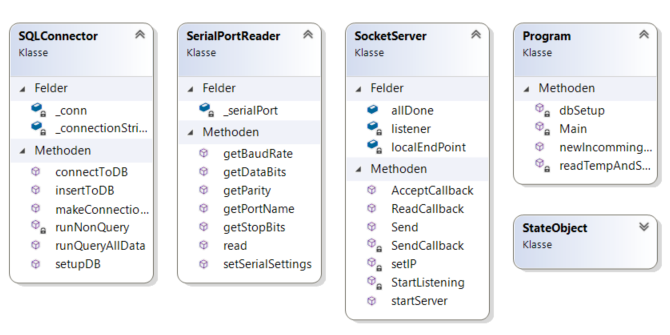 SQLConnector
Klasse
Felder
_conn
_connectionStri...
Methoden
connectToDB
insertToDB
makeConnectio...
runNonQuery
runQueryAllData
setupDB
SerialPortReader
Klasse
Felder
_serialPort
Methoden
getBaudRate
getDataBits
getParity
getPortName
getStopBits
read
setSerialSettings
SocketServer
Klasse
Felder
allDone
listener
localEndPoint
Methoden
AcceptCallback
ReadCallback
Send
SendCallback
setIP
StartListening
startServer
Program
Klasse
Methoden
dbSetup
Main
newIncomming...
readTempAndS...
StateObject
Klasse